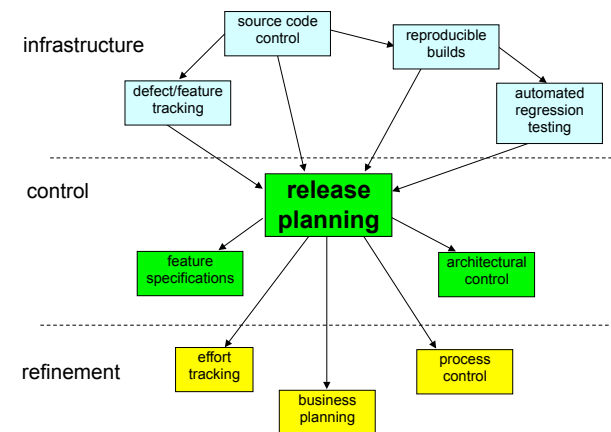 source code
control
infrastructure
reproducible
builds
defect/feature
tracking
automated
regression
testing
control
release
planning
feature
specifications
architectural
control
refinement
effort
tracking
process
control
business
planning